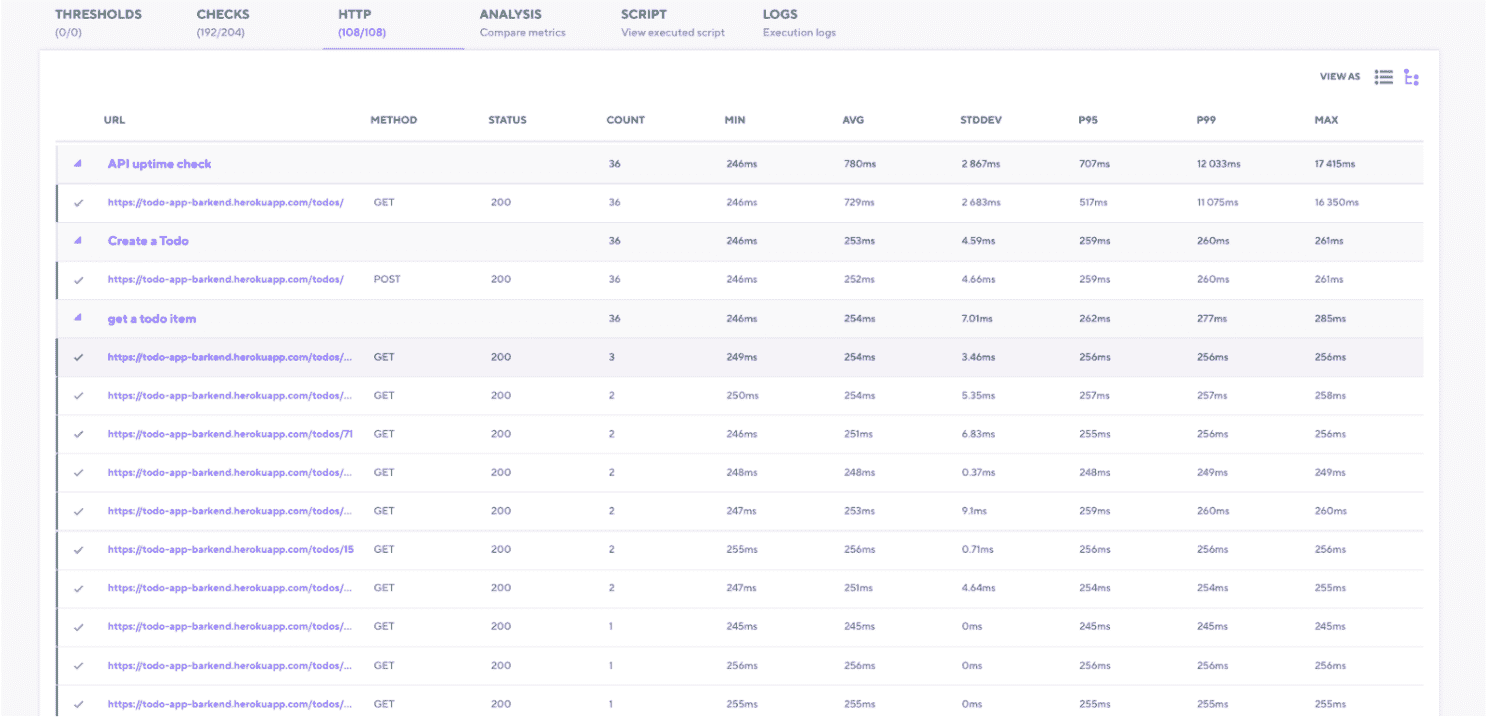 THRESHOLDS CHECKS HTTP ANALYSIS SCRIPT LOGS
(0/0) (192/204) (108/108) Compare metrics View executed script Execution logs
VIEW AS
URL METHOD STATUS COUNT MIN AVG STDDEV P95 P99 MAX
API uptime check 36 246ms 780ms 2 867ms 707ms 12 033ms 17 415ms
https://todo-app-barkend.herokuapp.com/todos/ GET 200 36 246ms 729ms 2 683ms 517ms 11 075ms 16 350ms
Create a Todo 36 246ms 253ms 4.59ms 259ms 260ms 261ms
https://todo-app-barkend.herokuapp.com/todos/ POST 200 36 246ms 252ms 4.66ms 259ms 260ms 261ms
get a todo item 36 246ms 254ms 7.01ms 262ms 277ms 285ms
https://todo-app-barkend.herokuapp.com/todos/... GET 200 3 249ms 254ms 3.46ms 256ms 256ms 256ms
https://todo-app-barkend.herokuapp.com/todos/... GET 200 2 250ms 254ms 5.35ms 257ms 257ms 258ms
https://todo-app-barkend.herokuapp.com/todos/71 GET 200 2 246ms 251ms 6.83ms 255ms 256ms 256ms
https://todo-app-barkend.herokuapp.com/todos/... GET 200 2 248ms 248ms 0.37ms 248ms 249ms 249ms
https://todo-app-barkend.herokuapp.com/todos/... GET 200 2 247ms 253ms 9.1ms 259ms 260ms 260ms
https://todo-app-barkend.herokuapp.com/todos/15 GET 200 2 255ms 256ms 0.71ms 256ms 256ms 256ms
https://todo-app-barkend.herokuapp.com/todos/... GET 200 2 247ms 251ms 4.64ms 254ms 254ms 255ms
https://todo-app-barkend.herokuapp.com/todos/... GET 200 1 245ms 245ms 0ms 245ms 245ms 245ms
https://todo-app-barkend.herokuapp.com/todos/... GET 200 1 256ms 256ms 0ms 256ms 256ms 256ms
https://todo-app-barkend.herokuapp.com/todos/... GET 200 1 255ms 255ms 0ms 255ms 255ms 255ms